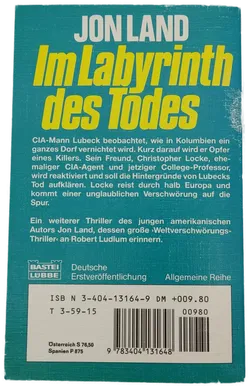 JON LAND
Im Labyrinth
des Todes
CIA-Mann Lubeck beobachtet, wie in Kolumbien ein
ganzes Dorf vernichtet wird. Kurz darauf wird er Opfer
eines Killers. Sein Freund, Christopher Locke, ehe-
maliger CIA-Agent und jetziger College-Professor,
wird reaktiviert und soll die Hintergründe von Lubecks
Tod aufklären. Locke reist durch halb Europa und
kommt einer unglaublichen Verschwörung auf die
Spur.
Ein weiterer Thriller des jungen amerikanischen
Autors Jon Land, dessen große ›Weltverschwörungs-
Thriller‹ an Robert Ludlum erinnern.
BASTEI
LÜBBE
Deutsche
Erstveröffentlichung
Allgemeine Reihe
ISBN 3-404-13164-9 DM +009.80
T 3-59-15 00980
Österreich S 76,50
Spanien P 875
9 783404 131648